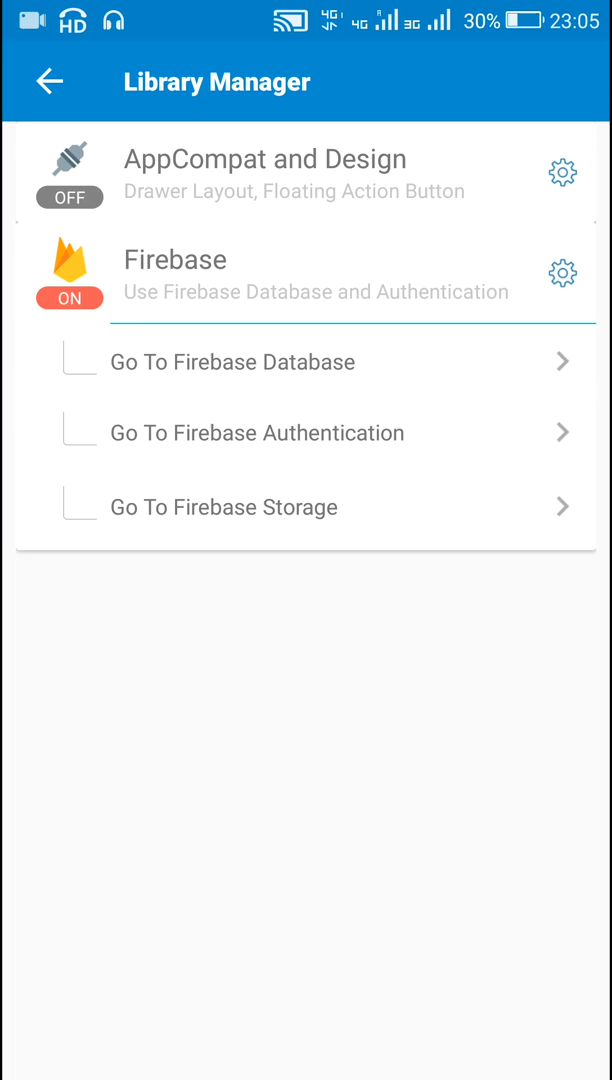 HD 4G 4G R 3G 30% 23:05
Library Manager
AppCompat and Design
OFF
Drawer Layout, Floating Action Button
Firebase
ON
Use Firebase Database and Authentication
Go To Firebase Database
Go To Firebase Authentication
Go To Firebase Storage